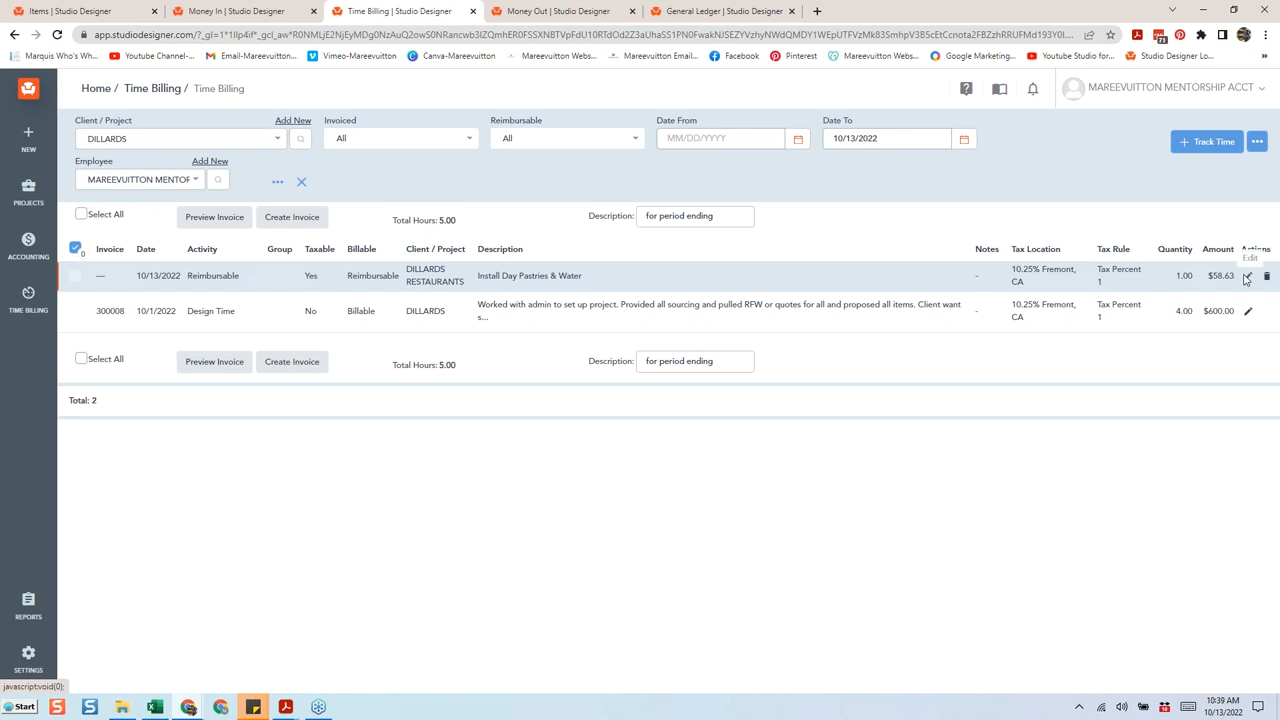 Items | Studio Designer
Money In | Studio Designer
Time Billing | Studio Designer
Money Out | Studio Designer
General Ledger | Studio Designer
Marquis Who's Wh...
Youtube Channel-...
Email-Mareevuitton
Vimeo-Mareevuitton
Canva-Mareevuitton
Mareevuitton Webs...
Mareevuitton Email...
Facebook
Pinterest
Mareevuitton Webs...
Google Marketing...
Youtube Studio for...
Studio Designer Lo...
Home / Time Billing / Time Billing
MAREEVUITTON MENTORSHIP ACCT
NEW
PROJECTS
ACCOUNTING
TIME BILLING
REPORTS
SETTINGS
Client / Project Add New Invoiced Reimbursable Date From Date To
DILLARDS All All MM/DD/YYYY 10/13/2022
Track Time
Employee Add New
MAREEVUITTON MENTOR
Select All Preview Invoice Create Invoice Total Hours: 5.00 Description: for period ending
0 Invoice Date Activity Group Taxable Billable Client / Project Description Notes Tax Location Tax Rule Quantity Amount Actions
Edit
— 10/13/2022 Reimbursable Yes Reimbursable DILLARDS RESTAURANTS Install Day Pastries & Water - 10.25% Fremont, CA Tax Percent 1 1.00 $58.63
300008 10/1/2022 Design Time No Billable DILLARDS Worked with admin to set up project. Provided all sourcing and pulled RFW or quotes for all and proposed all items. Client want s... - 10.25% Fremont, CA Tax Percent 1 4.00 $600.00
Select All Preview Invoice Create Invoice Total Hours: 5.00 Description: for period ending
Total: 2
javascript:void(0);
Start
10:39 AM
10/13/2022